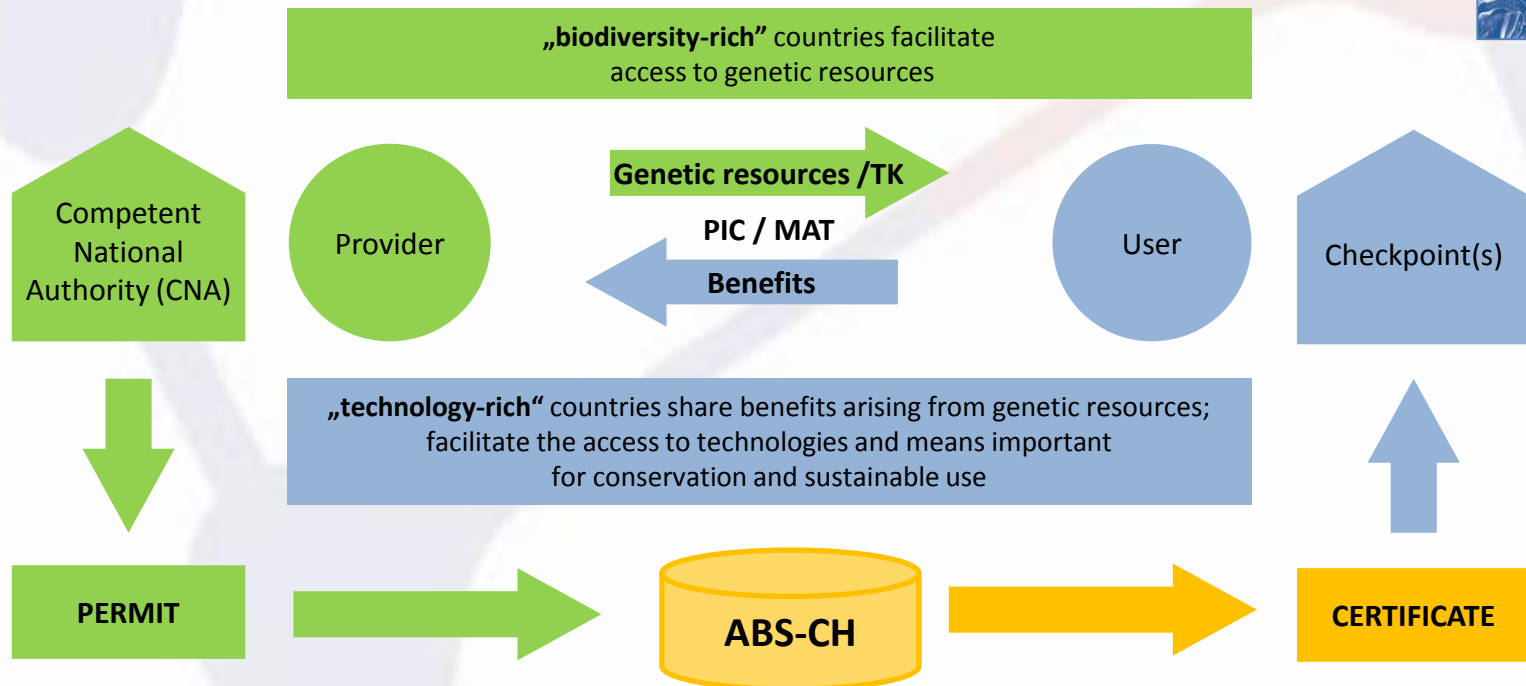 „biodiversity-rich” countries facilitate
access to genetic resources
Competent
National
Authority (CNA)
Provider
Genetic resources /TK
PIC / MAT
Benefits
User
Checkpoint(s)
„technology-rich“ countries share benefits arising from genetic resources;
facilitate the access to technologies and means important
for conservation and sustainable use
PERMIT
ABS-CH
CERTIFICATE